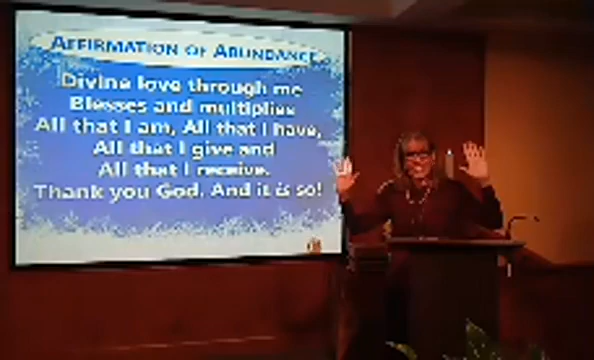 AFFIRMATION OF ABUNDANCE
Divine love through me
Blesses and multiplies
All that I am, All that I have,
All that I give and
All that I receive.
Thank you God. And it is so!